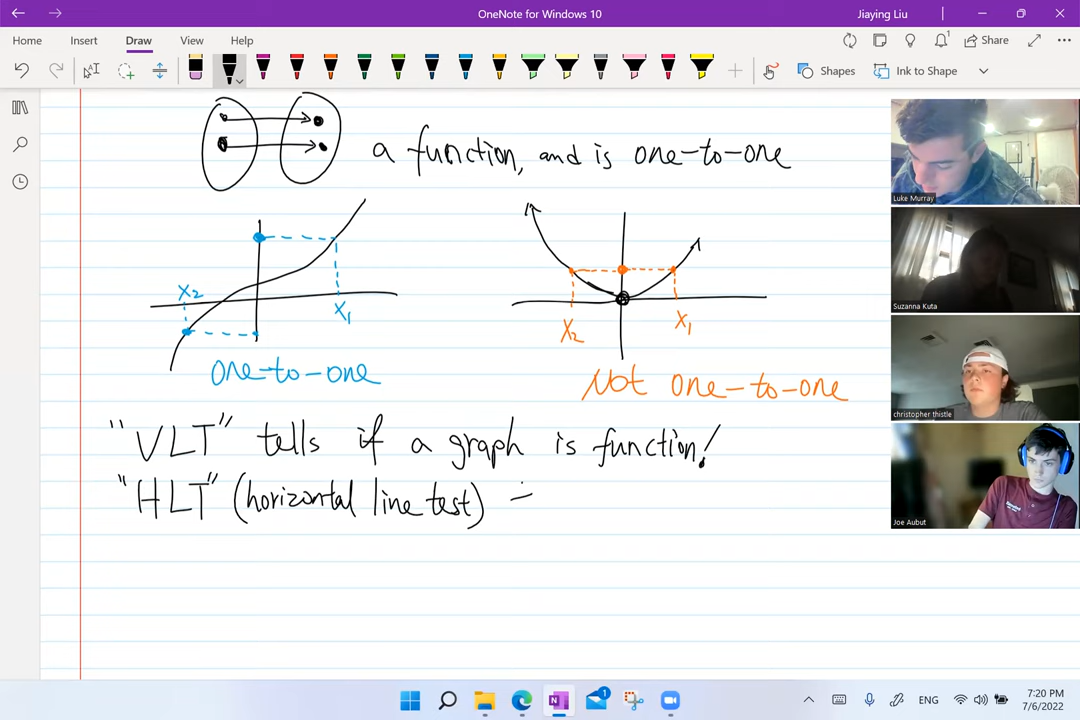 OneNote for Windows 10
Jiaying Liu
Home Insert Draw View Help
Share
Shapes Ink to Shape
a function, and is one-to-one
x2 x1
x2 x1
one-to-one
Not one-to-one
"VLT" tells if a graph is function!
"HLT" (horizontal line test) =
Luke Murray
Suzanna Kuta
christopher thistle
Joe Aubut
1
ENG
7:20 PM
7/6/2022